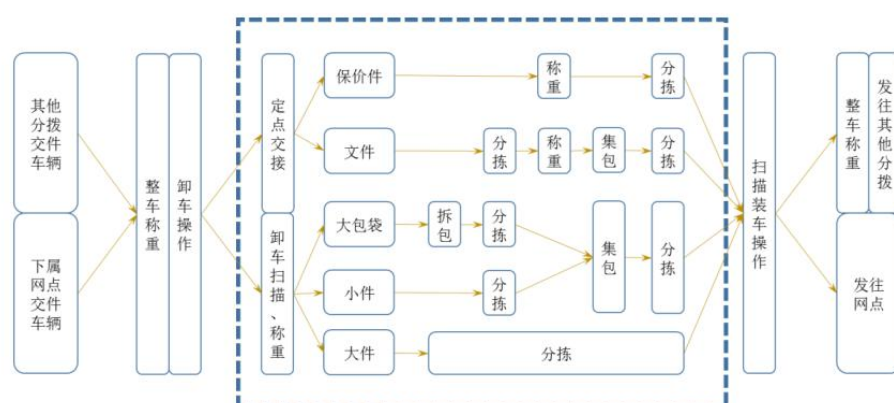 其他
分拨
交件
车辆
下属
网点
交件
车辆
整车称重
卸车操作
定点交接
卸车扫描、称重
保价件
称重
分拣
文件
分拣
称重
集包
分拣
大包袋
拆包
分拣
小件
分拣
集包
分拣
大件
分拣
扫描装车操作
整车称重
发往其他分拨
发往
网点